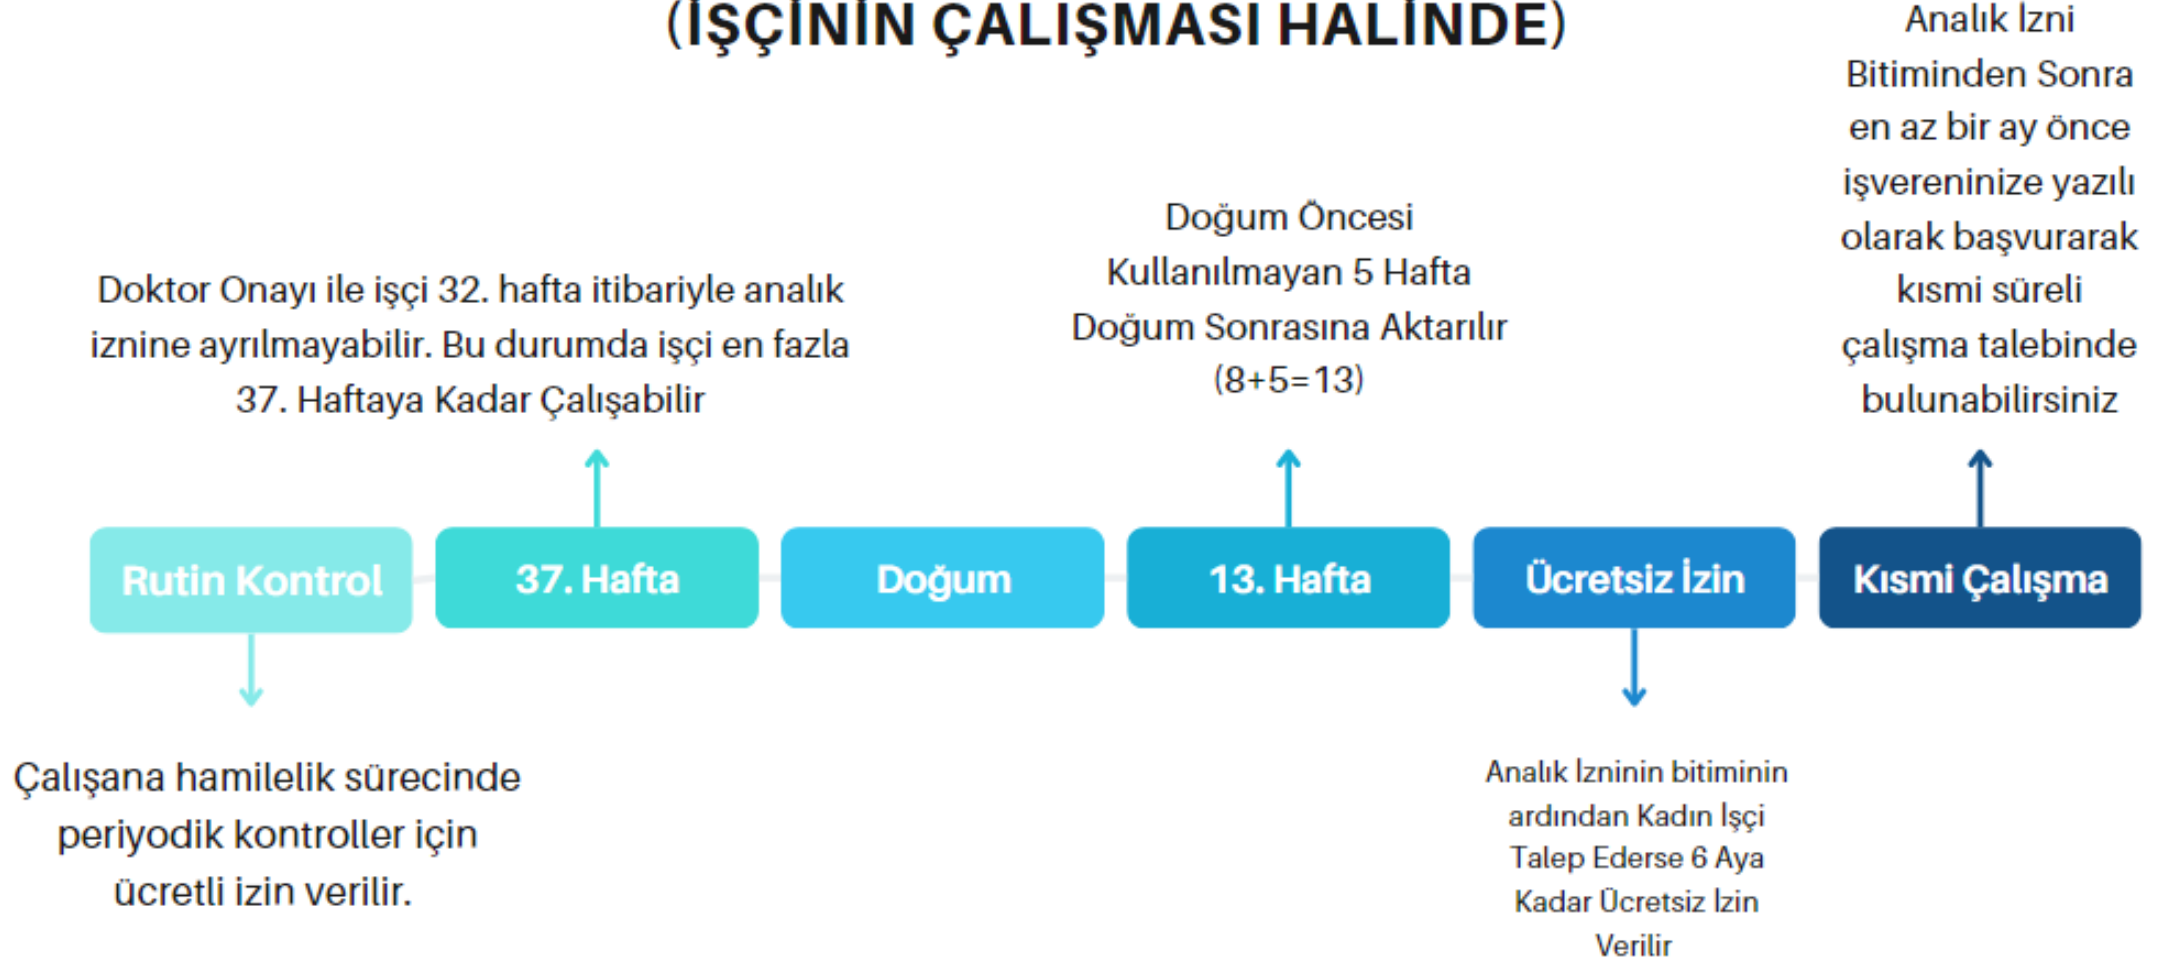 (İŞÇİNİN ÇALIŞMASI HALİNDE)
Doktor Onayı ile işçi 32. hafta itibariyle analık
iznine ayrılmayabilir. Bu durumda işçi en fazla
37. Haftaya Kadar Çalışabilir
Doğum Öncesi
Kullanılmayan 5 Hafta
Doğum Sonrasına Aktarılır
(8+5=13)
Analık İzni
Bitiminden Sonra
en az bir ay önce
işvereninize yazılı
olarak başvurarak
kısmi süreli
çalışma talebinde
bulunabilirsiniz
Rutin Kontrol
37. Hafta
Doğum
13. Hafta
Ücretsiz İzin
Kısmi Çalışma
Çalışana hamilelik sürecinde
periyodik kontroller için
ücretli izin verilir.
Analık İzninin bitiminin
ardından Kadın İşçi
Talep Ederse 6 Aya
Kadar Ücretsiz İzin
Verilir